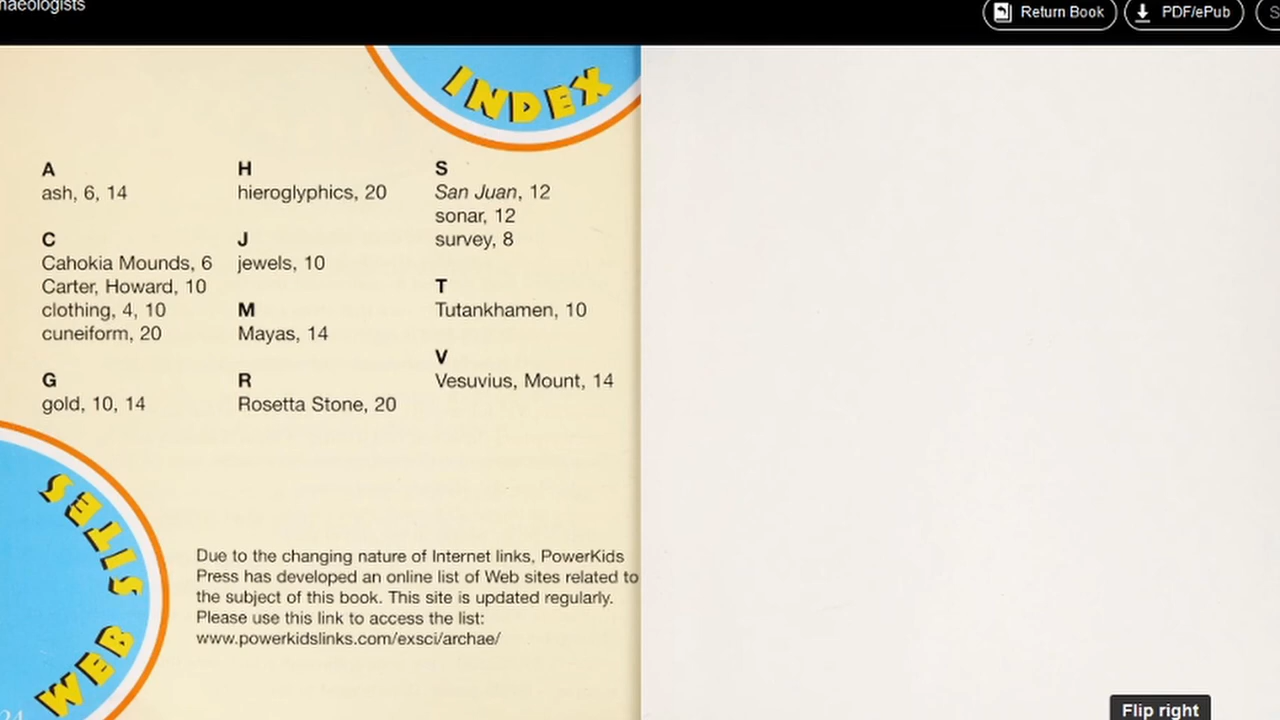 haeologists
Return Book
PDF/ePub
INDEX
A
ash, 6, 14
C
Cahokia Mounds, 6
Carter, Howard, 10
clothing, 4, 10
cuneiform, 20
G
gold, 10, 14
H
hieroglyphics, 20
J
jewels, 10
M
Mayas, 14
R
Rosetta Stone, 20
S
San Juan, 12
sonar, 12
survey, 8
T
Tutankhamen, 10
V
Vesuvius, Mount, 14
WEB SITES
Due to the changing nature of Internet links, PowerKids
Press has developed an online list of Web sites related to
the subject of this book. This site is updated regularly.
Please use this link to access the list:
www.powerkidslinks.com/exsci/archae/
24
Flip right